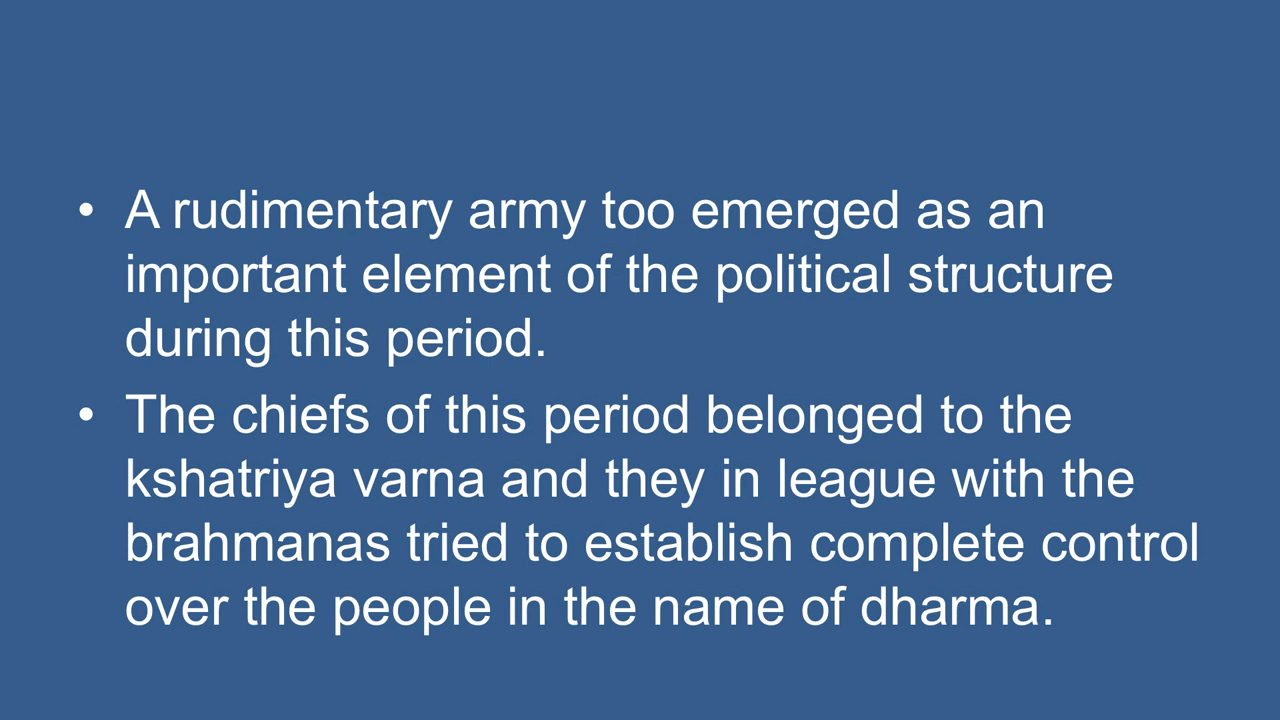 • A rudimentary army too emerged as an
important element of the political structure
during this period.
• The chiefs of this period belonged to the
kshatriya varna and they in league with the
brahmanas tried to establish complete control
over the people in the name of dharma.